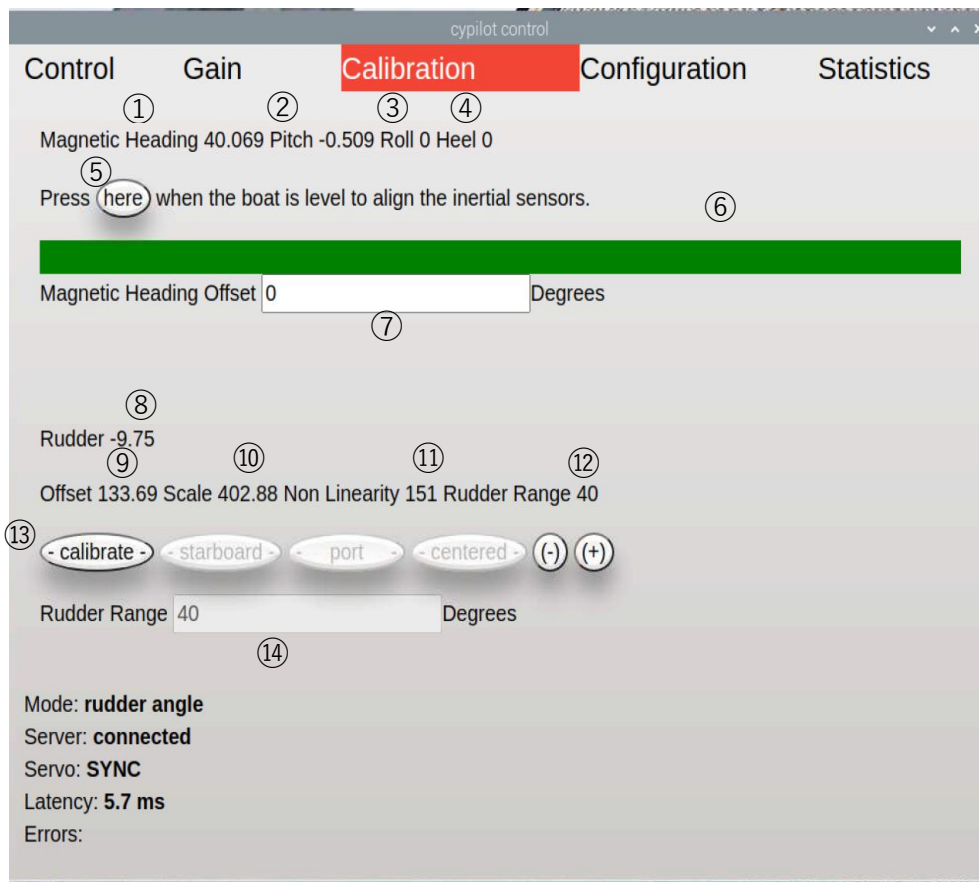 cypilot control
Control Gain Calibration Configuration Statistics
① ② ③ ④
Magnetic Heading 40.069 Pitch -0.509 Roll 0 Heel 0
⑤
Press here when the boat is level to align the inertial sensors.
⑥
Magnetic Heading Offset 0 Degrees
⑦
⑧
Rudder -9.75
⑨ ⑩ ⑪ ⑫
Offset 133.69 Scale 402.88 Non Linearity 151 Rudder Range 40
⑬ - calibrate - - starboard - - port - - centered - (-) (+)
Rudder Range 40 Degrees
⑭
Mode: rudder angle
Server: connected
Servo: SYNC
Latency: 5.7 ms
Errors: